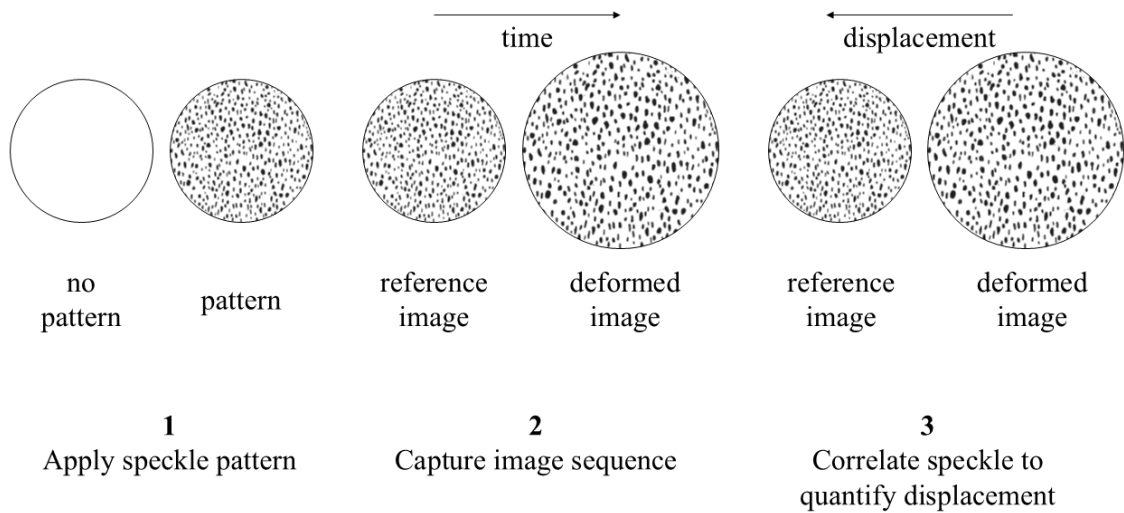 time
displacement
no
pattern
pattern
reference
image
deformed
image
reference
image
deformed
image
1
Apply speckle pattern
2
Capture image sequence
3
Correlate speckle to
quantify displacement